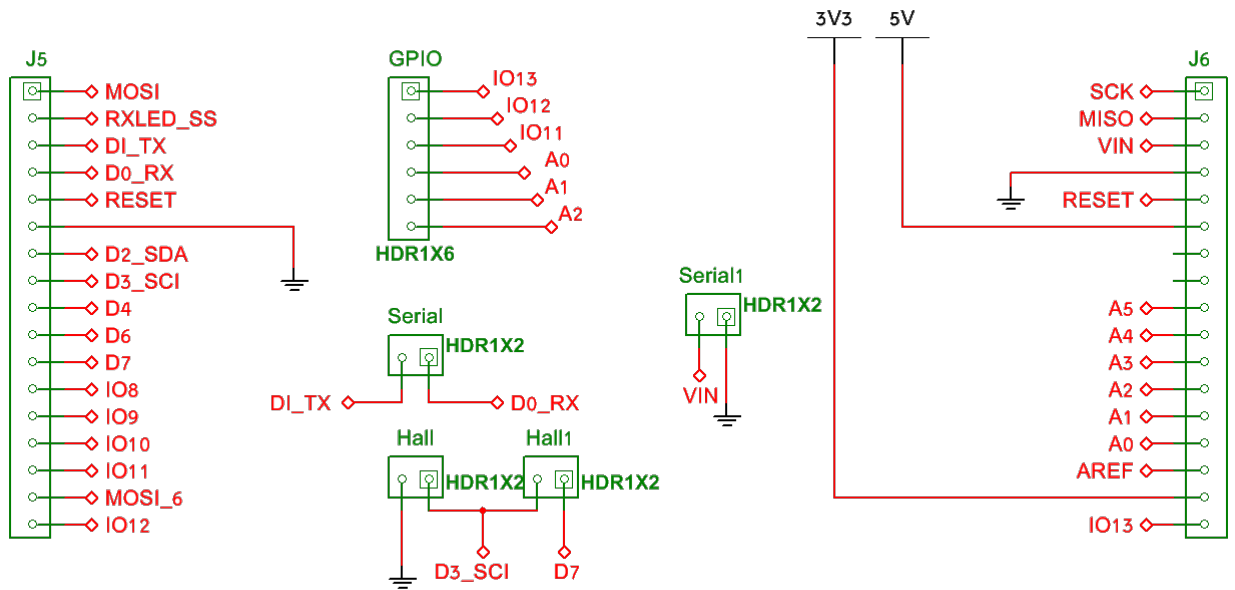 3V3
5V
J5
MOSI
RXLED_SS
DI_TX
D0_RX
RESET
D2_SDA
D3_SCI
D4
D6
D7
IO8
IO9
IO10
IO11
MOSI_6
IO12
GPIO
IO13
IO12
IO11
A0
A1
A2
HDR1X6
Serial
HDR1X2
DI_TX
D0_RX
Hall
HDR1X2
Hall1
HDR1X2
D3_SCI
D7
Serial1
HDR1X2
VIN
J6
SCK
MISO
VIN
RESET
A5
A4
A3
A2
A1
A0
AREF
IO13